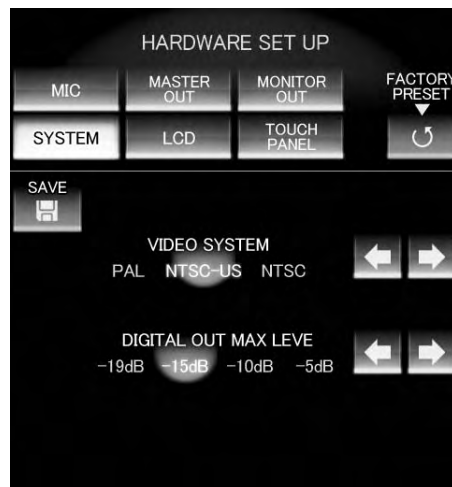 HARDWARE SET UP
MIC
MASTER OUT
MONITOR OUT
FACTORY PRESET
SYSTEM
LCD
TOUCH PANEL
SAVE
VIDEO SYSTEM
PAL NTSC-US NTSC
DIGITAL OUT MAX LEVE
-19dB -15dB -10dB -5dB